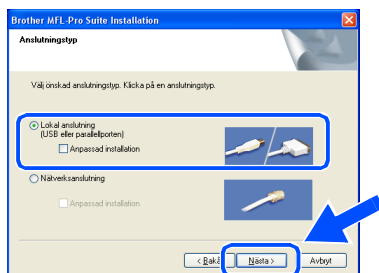 Brother MFL-Pro Suite Installation
Anslutningstyp
Välj önskad anslutningstyp. Klicka på en anslutningstyp.
Lokal anslutning
(USB eller parallellporten)
Anpassad installation
Nätverksanslutning
Anpassad installation
< Bakå Nästa > Avbryt